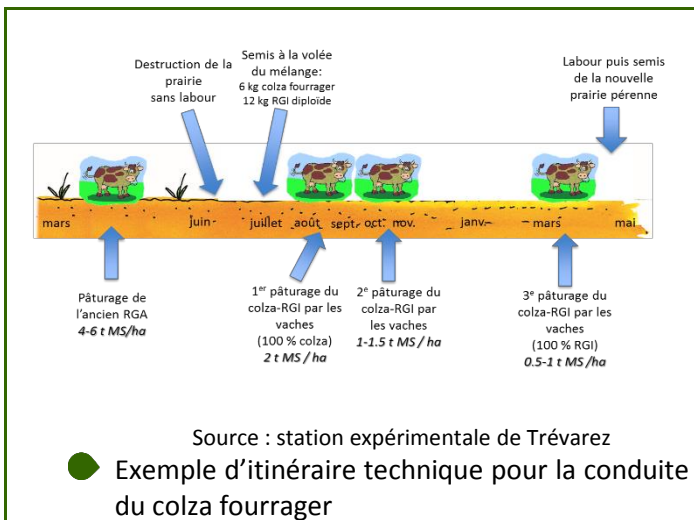 Destruction de la
prairie
sans labour
Semis à la volée
du mélange:
6 kg colza fourrager
12 kg RGI diploïde
Labour puis semis
de la nouvelle
prairie pérenne
mars
juin
juillet
août
sept.
oct.
nov.
janv.
mars
mai
Pâturage de
l'ancien RGA
4-6 t MS/ha
1er pâturage du
colza-RGI par les
vaches
(100 % colza)
2 t MS / ha
2e pâturage du
colza-RGI par
les vaches
1-1.5 t MS / ha
3e pâturage du
colza-RGI par les
vaches
(100 % RGI)
0.5-1 t MS/ha
Source : station expérimentale de Trévarez
Exemple d'itinéraire technique pour la conduite
du colza fourrager